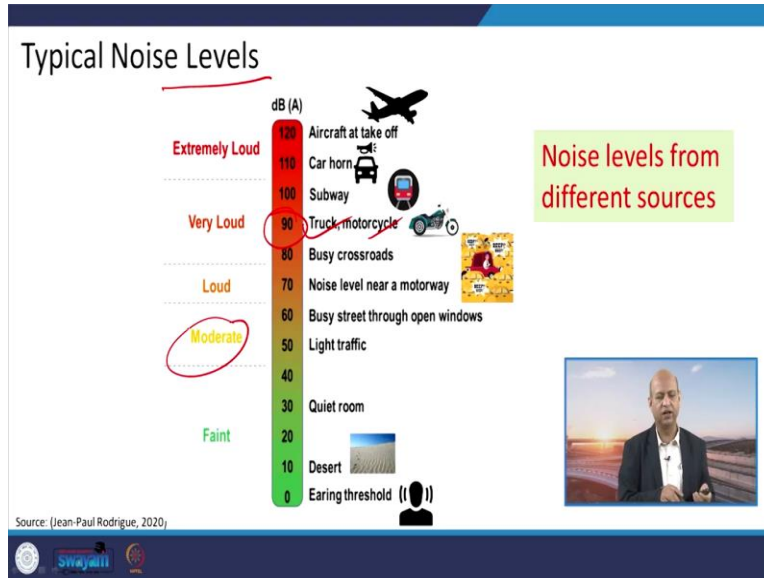 Typical Noise Levels
dB (A)
Extremely Loud
120 Aircraft at take off
110 Car horn
100 Subway
Very Loud
90 Truck, motorcycle
80 Busy crossroads
Loud
70 Noise level near a motorway
60 Busy street through open windows
Moderate
50 Light traffic
40
30 Quiet room
Faint
20
10 Desert
0 Earing threshold
Noise levels from
different sources
Source: (Jean-Paul Rodrigue, 2020)
swayam